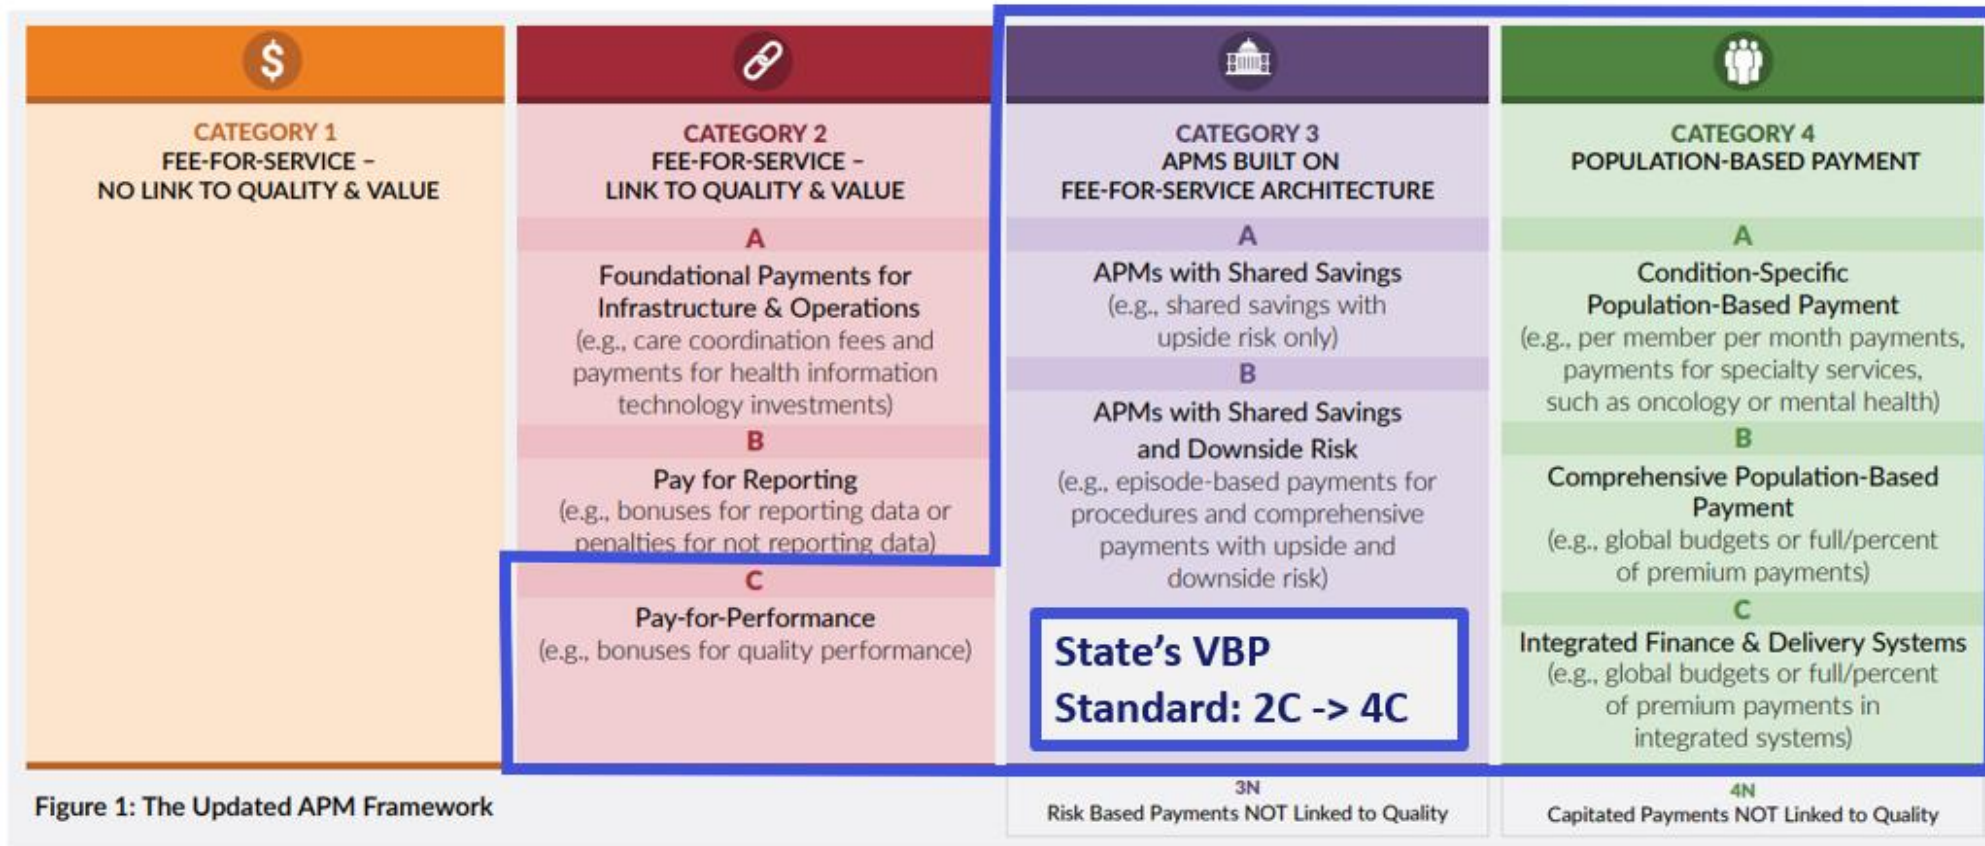 $
CATEGORY 1
FEE-FOR-SERVICE –
NO LINK TO QUALITY & VALUE
CATEGORY 2
FEE-FOR-SERVICE –
LINK TO QUALITY & VALUE
A
Foundational Payments for
Infrastructure & Operations
(e.g., care coordination fees and
payments for health information
technology investments)
B
Pay for Reporting
(e.g., bonuses for reporting data or
penalties for not reporting data)
C
Pay-for-Performance
(e.g., bonuses for quality performance)
CATEGORY 3
APMS BUILT ON
FEE-FOR-SERVICE ARCHITECTURE
A
APMs with Shared Savings
(e.g., shared savings with
upside risk only)
B
APMs with Shared Savings
and Downside Risk
(e.g., episode-based payments for
procedures and comprehensive
payments with upside and
downside risk)
State’s VBP
Standard: 2C -> 4C
3N
Risk Based Payments NOT Linked to Quality
CATEGORY 4
POPULATION-BASED PAYMENT
A
Condition-Specific
Population-Based Payment
(e.g., per member per month payments,
payments for specialty services,
such as oncology or mental health)
B
Comprehensive Population-Based
Payment
(e.g., global budgets or full/percent
of premium payments)
C
Integrated Finance & Delivery Systems
(e.g., global budgets or full/percent
of premium payments in
integrated systems)
4N
Capitated Payments NOT Linked to Quality
Figure 1: The Updated APM Framework